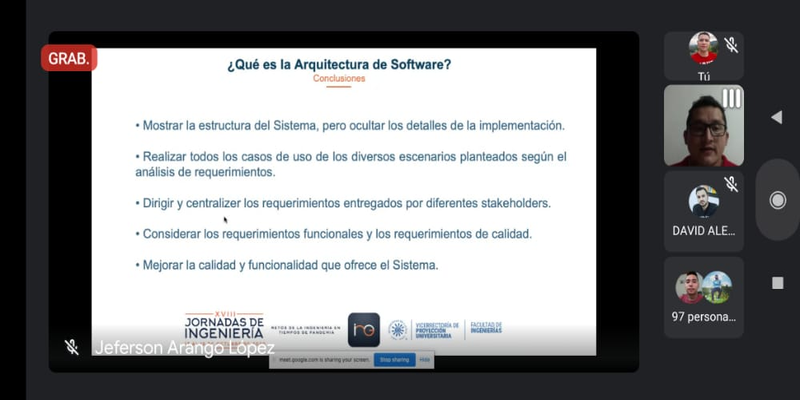 GRAB.
¿Qué es la Arquitectura de Software?
Conclusiones
• Mostrar la estructura del Sistema, pero ocultar los detalles de la implementación.
• Realizar todos los casos de uso de los diversos escenarios planteados según el
análisis de requerimientos.
• Dirigir y centralizer los requerimientos entregados por diferentes stakeholders.
• Considerar los requerimientos funcionales y los requerimientos de calidad.
• Mejorar la calidad y funcionalidad que ofrece el Sistema.
XVIII
JORNADAS DE
INGENIERÍA
RETOS DE LA INGENIERÍA EN
TIEMPOS DE PANDEMIA
VICERRECTORÍA DE
PROYECCIÓN
UNIVERSITARIA
FACULTAD DE
INGENIERÍAS
Jeferson Arango López
meet.google.com is sharing your screen.
Stop sharing
Hide
Tú
DAVID ALE...
97 persona...